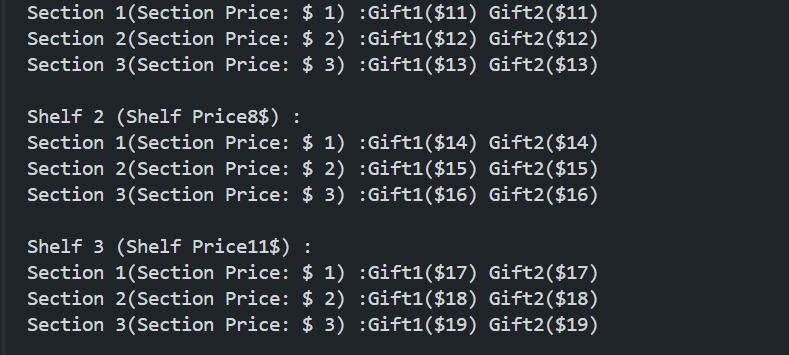 Section 1(Section Price: $ 1) :Gift1($11) Gift2($11)
Section 2(Section Price: $ 2) :Gift1($12) Gift2($12)
Section 3(Section Price: $ 3) :Gift1($13) Gift2($13)
Shelf 2 (Shelf Price8$) :
Section 1(Section Price: $ 1) :Gift1($14) Gift2($14)
Section 2(Section Price: $ 2) :Gift1($15) Gift2($15)
Section 3(Section Price: $ 3) :Gift1($16) Gift2($16)
Shelf 3 (Shelf Price11$) :
Section 1(Section Price: $ 1) :Gift1($17) Gift2($17)
Section 2(Section Price: $ 2) :Gift1($18) Gift2($18)
Section 3(Section Price: $ 3) :Gift1($19) Gift2($19)